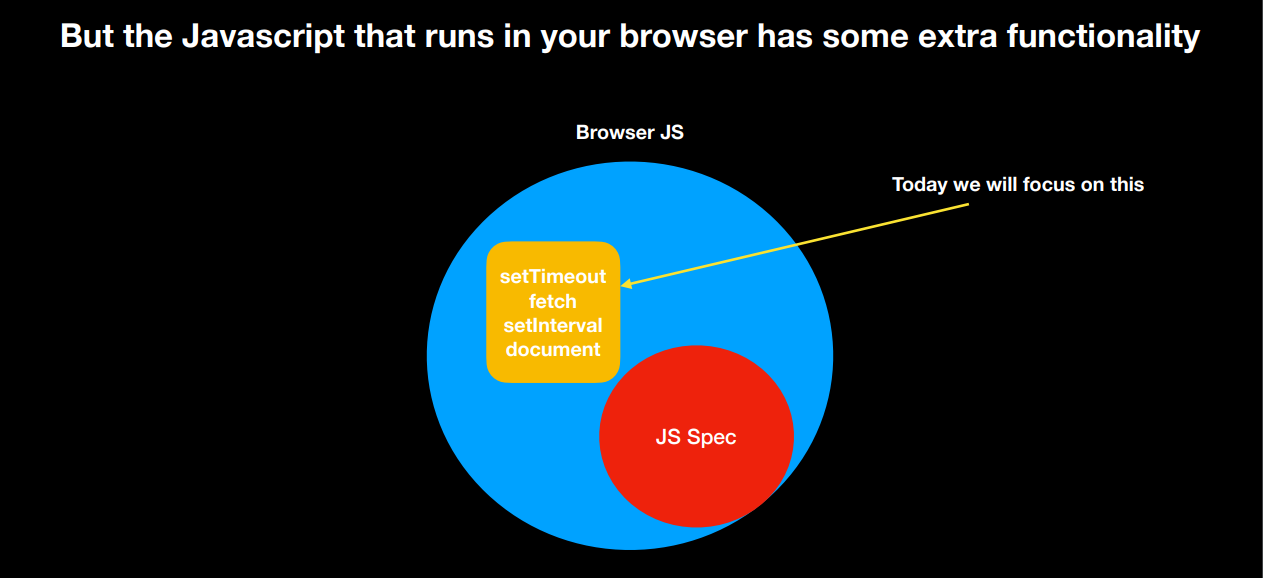 But the Javascript that runs in your browser has some extra functionality
Browser JS
Today we will focus on this
setTimeout
fetch
setInterval
document
JS Spec